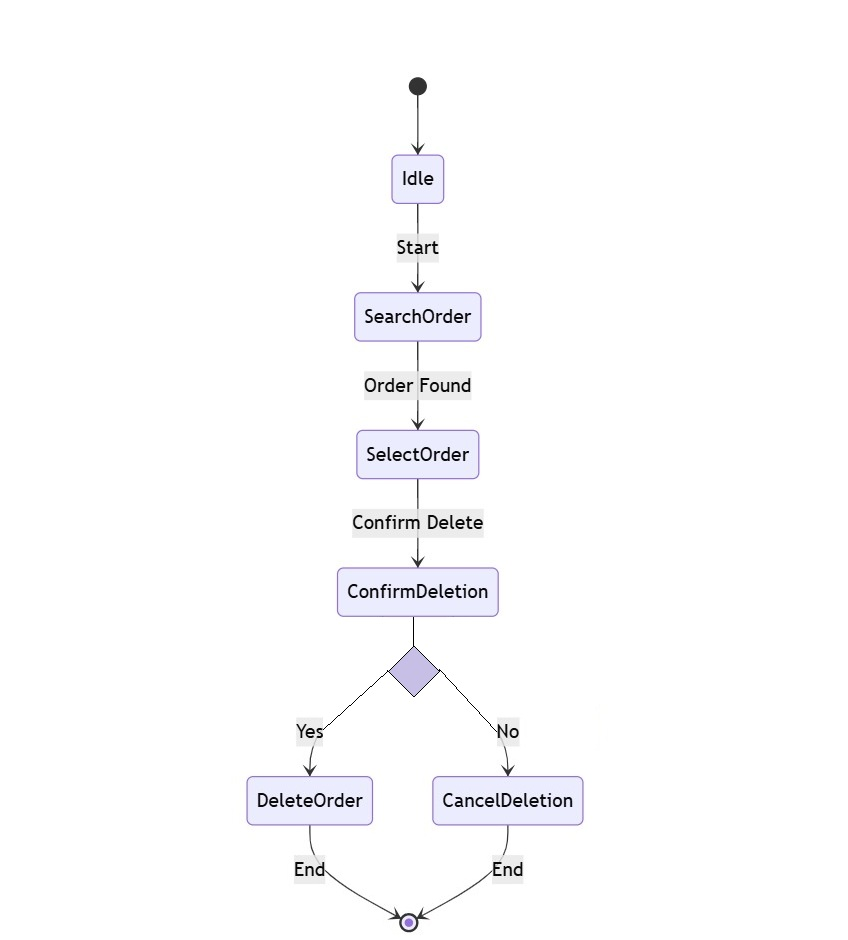 Idle
Start
SearchOrder
Order Found
SelectOrder
Confirm Delete
ConfirmDeletion
Yes
No
DeleteOrder
CancelDeletion
End
End